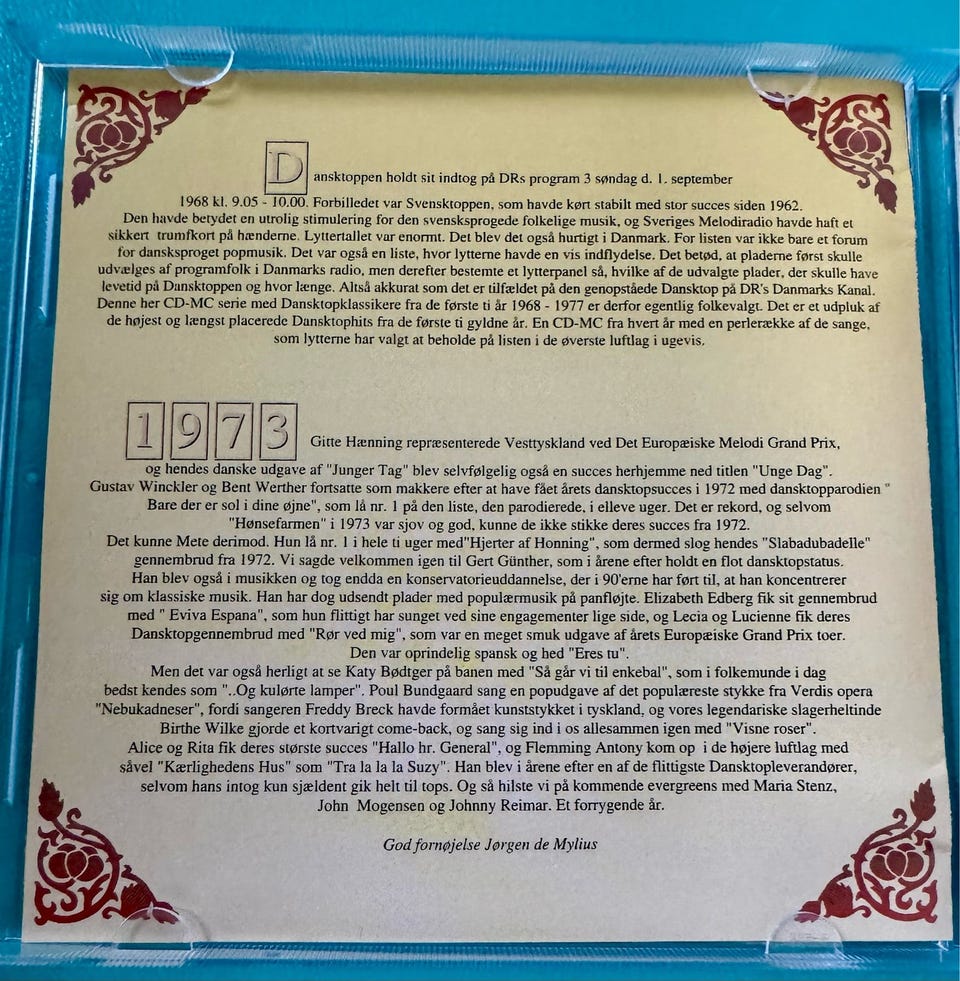 Dansktoppen holdt sit indtog på DRs program 3 søndag d. 1. september
1968 kl. 9.05 - 10.00. Forbilledet var Svensktoppen, som havde kørt stabilt med stor succes siden 1962.
Den havde betydet en utrolig stimulering for den svensksprogede folkelige musik, og Sveriges Melodiradio havde haft et
sikkert trumfkort på hænderne. Lyttertallet var enormt. Det blev det også hurtigt i Danmark. For listen var ikke bare et forum
for dansksproget popmusik. Det var også en liste, hvor lytterne havde en vis indflydelse. Det betød, at pladerne først skulle
udvælges af programfolk i Danmarks radio, men derefter bestemte et lytterpanel så, hvilke af de udvalgte plader, der skulle have
levetid på Dansktoppen og hvor længe. Altså akkurat som det er tilfældet på den genopståede Dansktop på DR's Danmarks Kanal.
Denne her CD-MC serie med Dansktopklassikere fra de første ti år 1968 - 1977 er derfor egentlig folkevalgt. Det er et udpluk af
de højest og længst placerede Dansktophits fra de første ti gyldne år. En CD-MC fra hvert år med en perlerække af de sange,
som lytterne har valgt at beholde på listen i de øverste luftlag i ugevis.
1973 Gitte Hænning repræsenterede Vesttyskland ved Det Europæiske Melodi Grand Prix,
og hendes danske udgave af "Junger Tag" blev selvfølgelig også en succes herhjemme ned titlen "Unge Dag".
Gustav Winckler og Bent Werther fortsatte som makkere efter at have fået årets dansktopsucces i 1972 med dansktopparodien "
Bare der er sol i dine øjne", som lå nr. 1 på den liste, den parodierede, i elleve uger. Det er rekord, og selvom
"Hønsefarmen" i 1973 var sjov og god, kunne de ikke stikke deres succes fra 1972.
Det kunne Mete derimod. Hun lå nr. 1 i hele ti uger med"Hjerter af Honning", som dermed slog hendes "Slabadubadelle"
gennembrud fra 1972. Vi sagde velkommen igen til Gert Günther, som i årene efter holdt en flot dansktopstatus.
Han blev også i musikken og tog endda en konservatorieuddannelse, der i 90'erne har ført til, at han koncentrerer
sig om klassiske musik. Han har dog udsendt plader med populærmusik på panfløjte. Elizabeth Edberg fik sit gennembrud
med " Eviva Espana", som hun flittigt har sunget ved sine engagementer lige side, og Lecia og Lucienne fik deres
Dansktopgennembrud med "Rør ved mig", som var en meget smuk udgave af årets Europæiske Grand Prix toer.
Den var oprindelig spansk og hed "Eres tu".
Men det var også herligt at se Katy Bødtger på banen med "Så går vi til enkebal", som i folkemunde i dag
bedst kendes som "..Og kulørte lamper". Poul Bundgaard sang en popudgave af det populæreste stykke fra Verdis opera
"Nebukadneser", fordi sangeren Freddy Breck havde formået kunststykket i tyskland, og vores legendariske slagerheltinde
Birthe Wilke gjorde et kortvarigt come-back, og sang sig ind i os allesammen igen med "Visne roser".
Alice og Rita fik deres største succes "Hallo hr. General", og Flemming Antony kom op i de højere luftlag med
såvel "Kærlighedens Hus" som "Tra la la la Suzy". Han blev i årene efter en af de flittigste Dansktopleverandører,
selvom hans intog kun sjældent gik helt til tops. Og så hilste vi på kommende evergreens med Maria Stenz,
John Mogensen og Johnny Reimar. Et forrygende år.
God fornøjelse Jørgen de Mylius